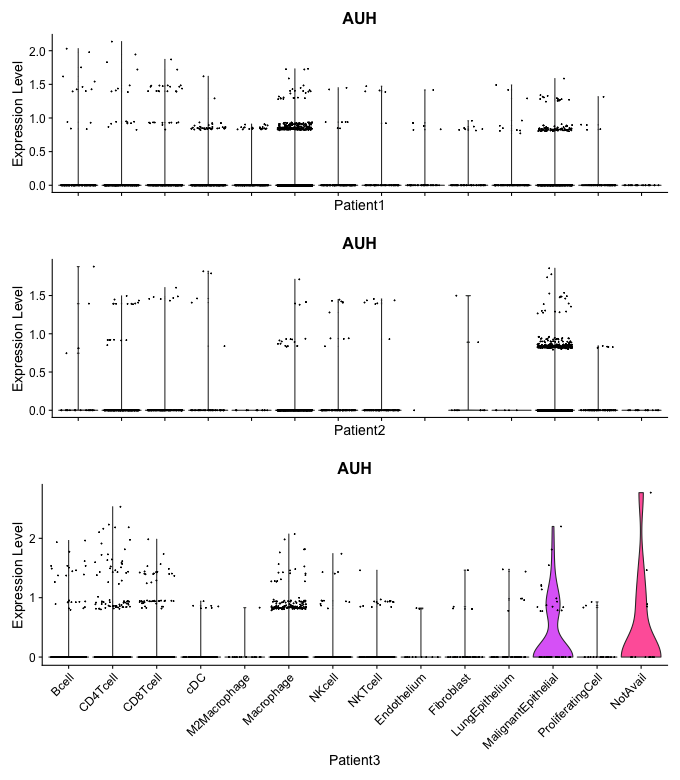 AUH
Expression Level
2.0
1.5
1.0
0.5
0.0
Patient1
AUH
Expression Level
1.5
1.0
0.5
0.0
Patient2
AUH
Expression Level
2
1
0
Bcell
CD4Tcell
CD8Tcell
cDC
M2Macrophage
Macrophage
NKcell
NKTcell
Endothelium
Fibroblast
LungEpithelium
MalignantEpithelial
ProliferatingCell
NotAvail
Patient3